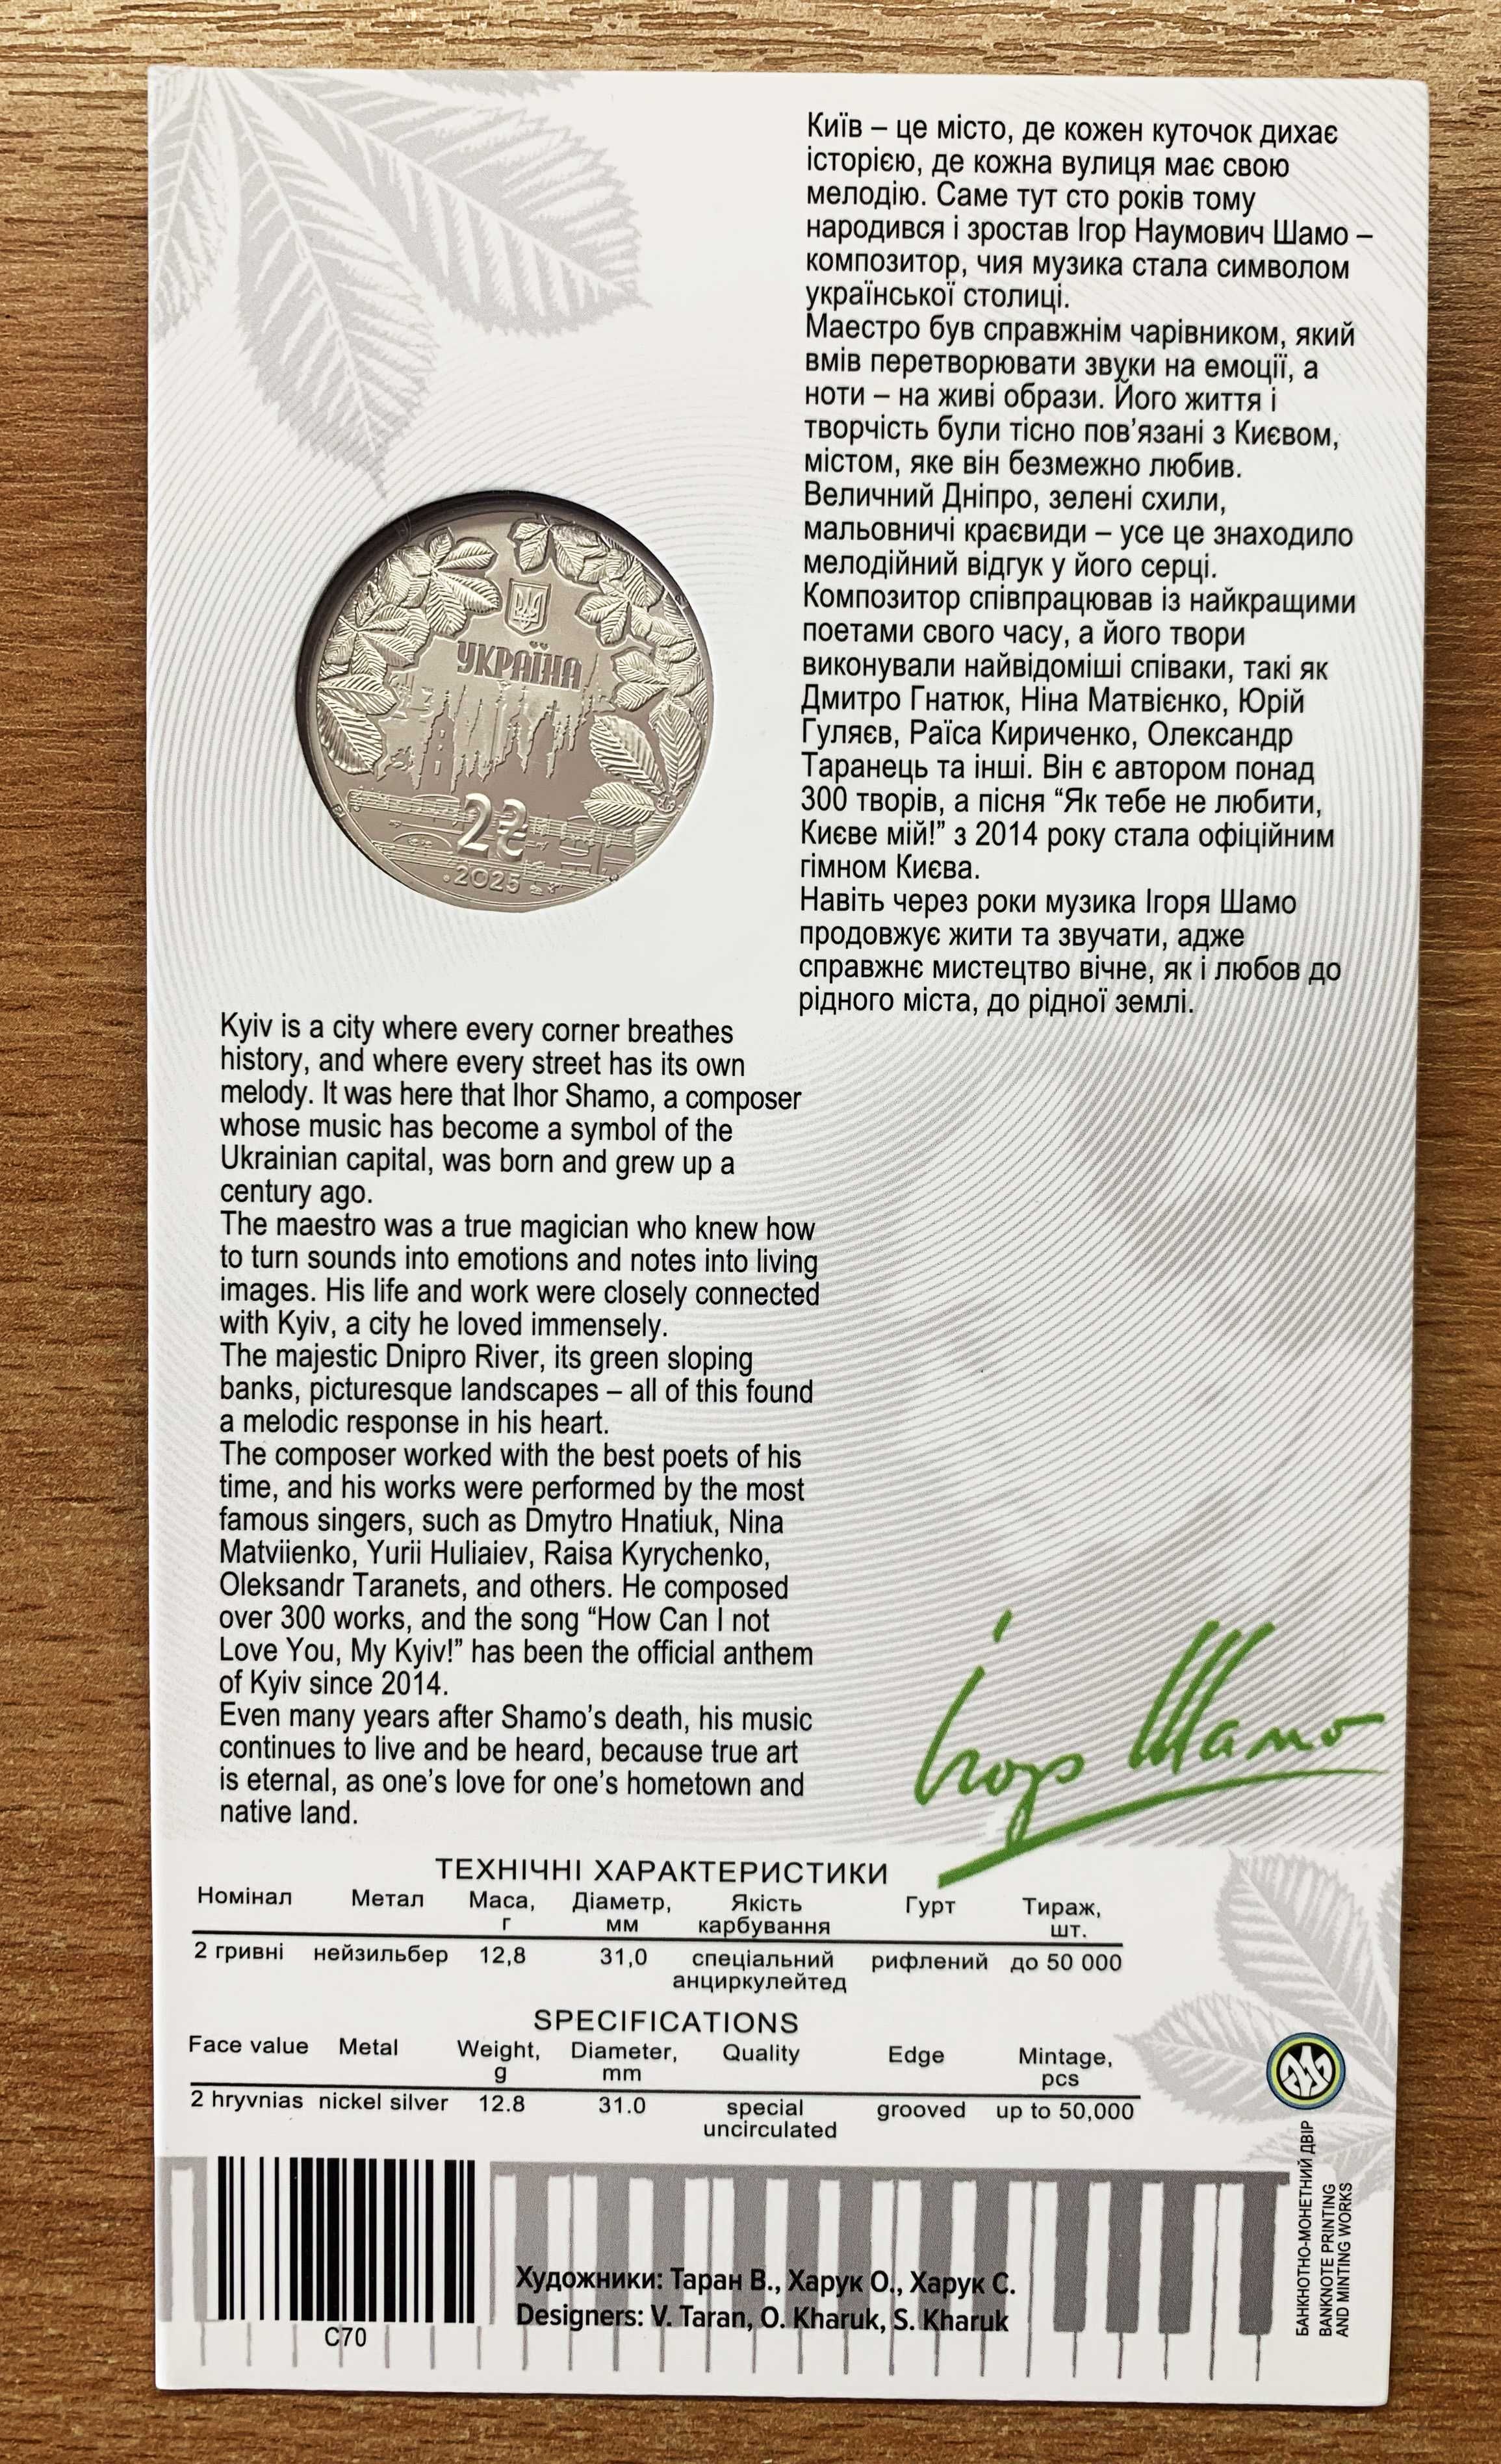 Київ – це місто, де кожен куточок дихає
історією, де кожна вулиця має свою
мелодію. Саме тут сто років тому
народився і зростав Ігор Наумович Шамо –
композитор, чия музика стала символом
української столиці.
Маестро був справжнім чарівником, який
вмів перетворювати звуки на емоції, а
ноти – на живі образи. Його життя і
творчість були тісно пов’язані з Києвом,
містом, яке він безмежно любив.
Величний Дніпро, зелені схили,
мальовничі краєвиди – усе це знаходило
мелодійний відгук у його серці.
Композитор співпрацював із найкращими
поетами свого часу, а його твори
виконували найвідоміші співаки, такі як
Дмитро Гнатюк, Ніна Матвієнко, Юрій
Гуляєв, Раїса Кириченко, Олександр
Таранець та інші. Він є автором понад
300 творів, а пісня “Як тебе не любити,
Києве мій!” з 2014 року стала офіційним
гімном Києва.
Навіть через роки музика Ігоря Шамо
продовжує жити та звучати, адже
справжнє мистецтво вічне, як і любов до
рідного міста, до рідної землі.
УКРАЇНА
2₴
·2025
Kyiv is a city where every corner breathes
history, and where every street has its own
melody. It was here that Ihor Shamo, a composer
whose music has become a symbol of the
Ukrainian capital, was born and grew up a
century ago.
The maestro was a true magician who knew how
to turn sounds into emotions and notes into living
images. His life and work were closely connected
with Kyiv, a city he loved immensely.
The majestic Dnipro River, its green sloping
banks, picturesque landscapes – all of this found
a melodic response in his heart.
The composer worked with the best poets of his
time, and his works were performed by the most
famous singers, such as Dmytro Hnatiuk, Nina
Matviienko, Yurii Huliaiev, Raisa Kyrychenko,
Oleksandr Taranets, and others. He composed
over 300 works, and the song “How Can I not
Love You, My Kyiv!” has been the official anthem
of Kyiv since 2014.
Even many years after Shamo’s death, his music
continues to live and be heard, because true art
is eternal, as one’s love for one’s hometown and
native land.
Ігор Шамо
ТЕХНІЧНІ ХАРАКТЕРИСТИКИ
Номінал Метал Маса, Діаметр, Якість Гурт Тираж,
г мм карбування шт.
2 гривні нейзильбер 12,8 31,0 спеціальний рифлений до 50 000
анциркулейтед
SPECIFICATIONS
Face value Metal Weight, Diameter, Quality Edge Mintage,
g mm pcs
2 hryvnias nickel silver 12.8 31.0 special grooved up to 50,000
uncirculated
C70
Художники: Таран В., Харук О., Харук С.
Designers: V. Taran, O. Kharuk, S. Kharuk
БАНКНОТНО-МОНЕТНИЙ ДВІР
BANKNOTE PRINTING
AND MINTING WORKS